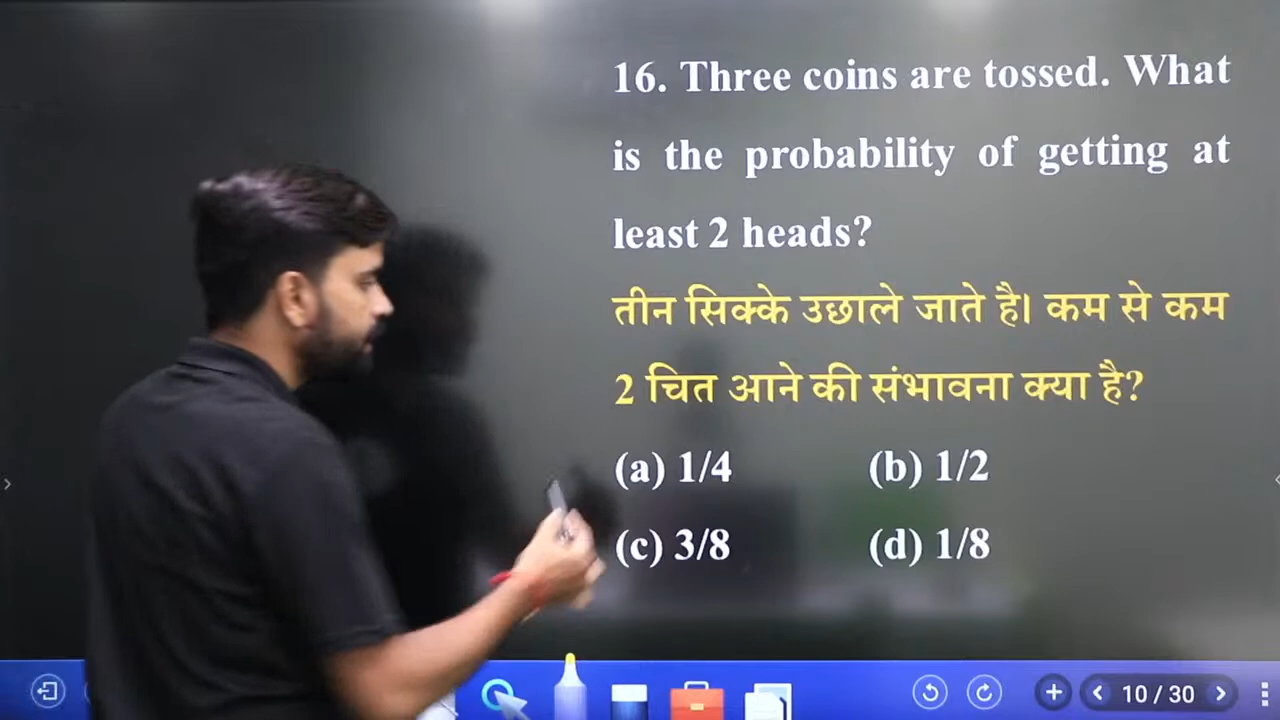 16. Three coins are tossed. What
is the probability of getting at
least 2 heads?
तीन सिक्के उछाले जाते है। कम से कम
2 चित आने की संभावना क्या है?
(a) 1/4 (b) 1/2
(c) 3/8 (d) 1/8
10 / 30